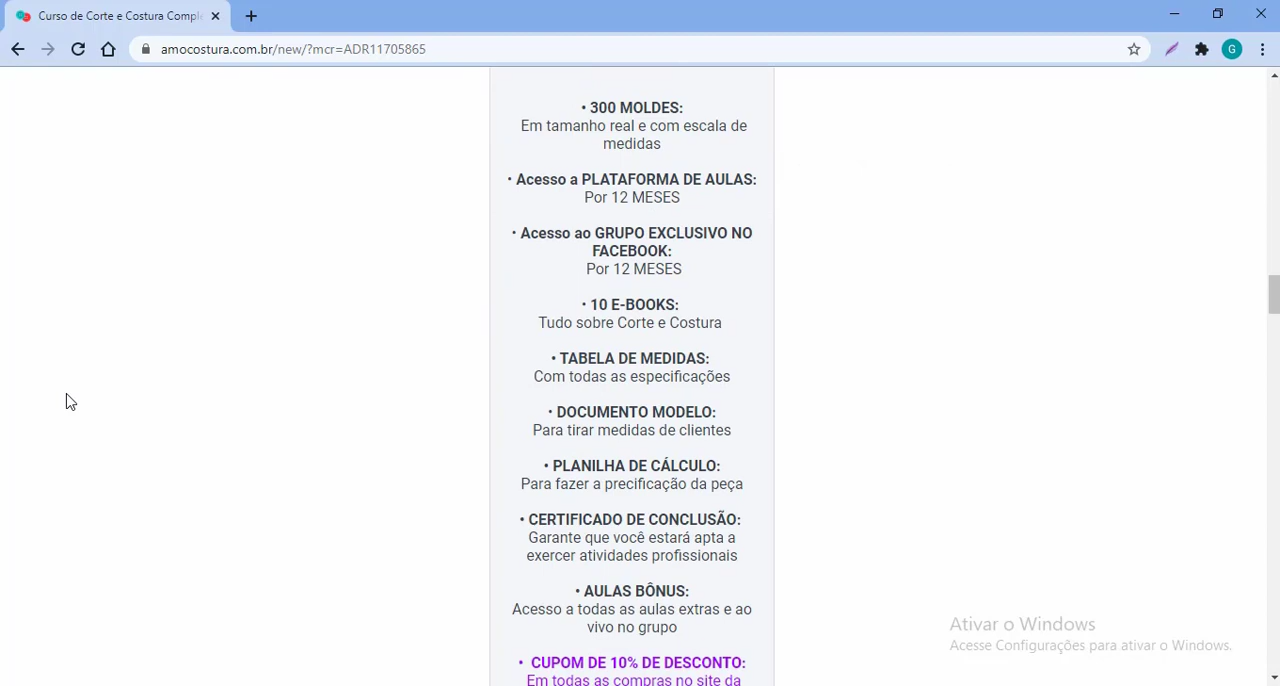 Curso de Corte e Costura Comple
amocostura.com.br/new/?mcr=ADR11705865
G
• 300 MOLDES:
Em tamanho real e com escala de
medidas
• Acesso a PLATAFORMA DE AULAS:
Por 12 MESES
• Acesso ao GRUPO EXCLUSIVO NO
FACEBOOK:
Por 12 MESES
• 10 E-BOOKS:
Tudo sobre Corte e Costura
• TABELA DE MEDIDAS:
Com todas as especificações
• DOCUMENTO MODELO:
Para tirar medidas de clientes
• PLANILHA DE CÁLCULO:
Para fazer a precificação da peça
• CERTIFICADO DE CONCLUSÃO:
Garante que você estará apta a
exercer atividades profissionais
• AULAS BÔNUS:
Acesso a todas as aulas extras e ao
vivo no grupo
• CUPOM DE 10% DE DESCONTO:
Em todas as compras no site da
Ativar o Windows
Acesse Configurações para ativar o Windows.